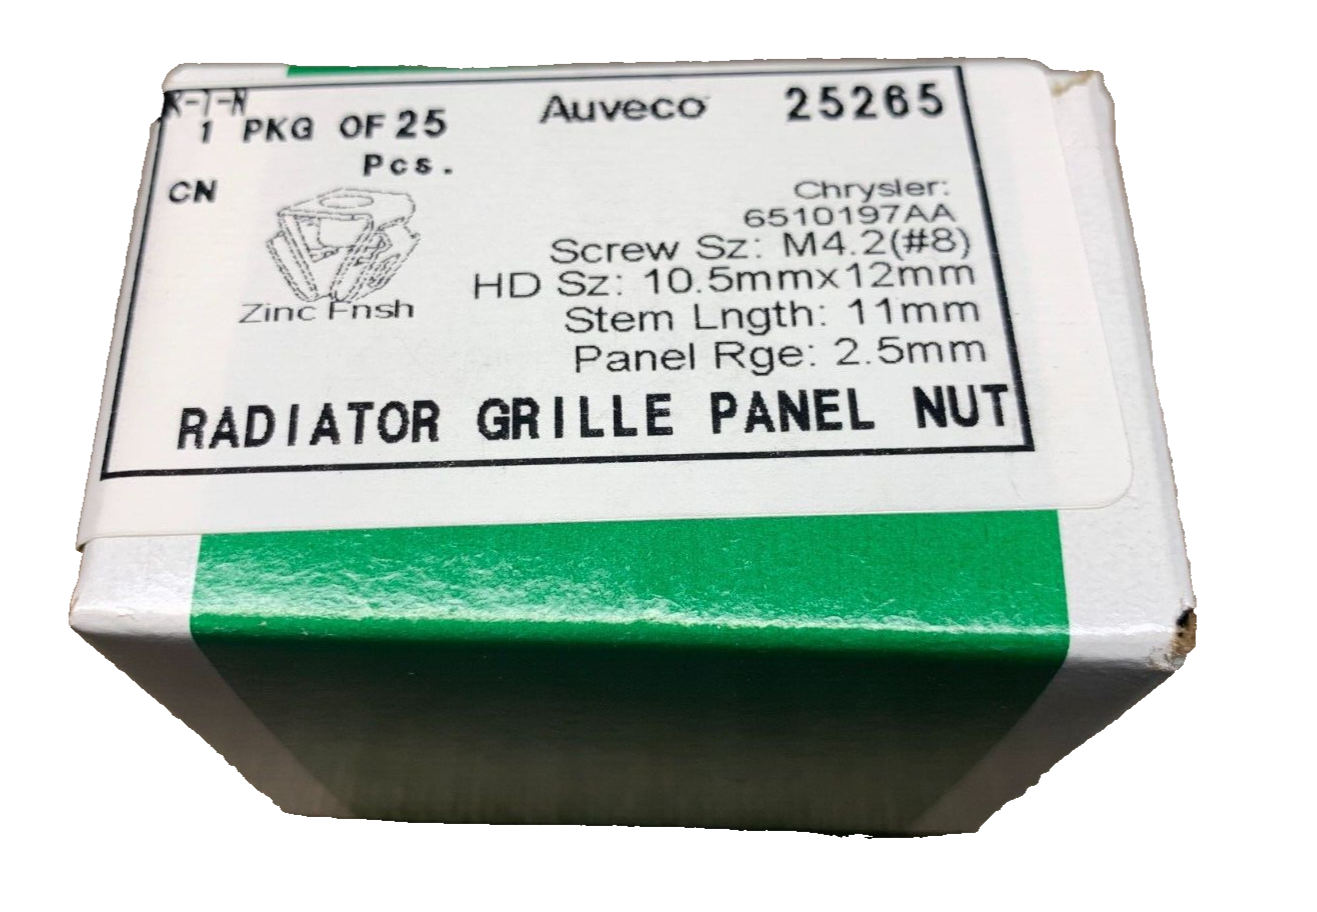 K-1-N
1 PKG OF 25 Auveco 25265
Pcs.
CN
Chrysler:
6510197AA
Screw Sz: M4.2(#8)
HD Sz: 10.5mmx12mm
Zinc Fnsh
Stem Lngth: 11mm
Panel Rge: 2.5mm
RADIATOR GRILLE PANEL NUT